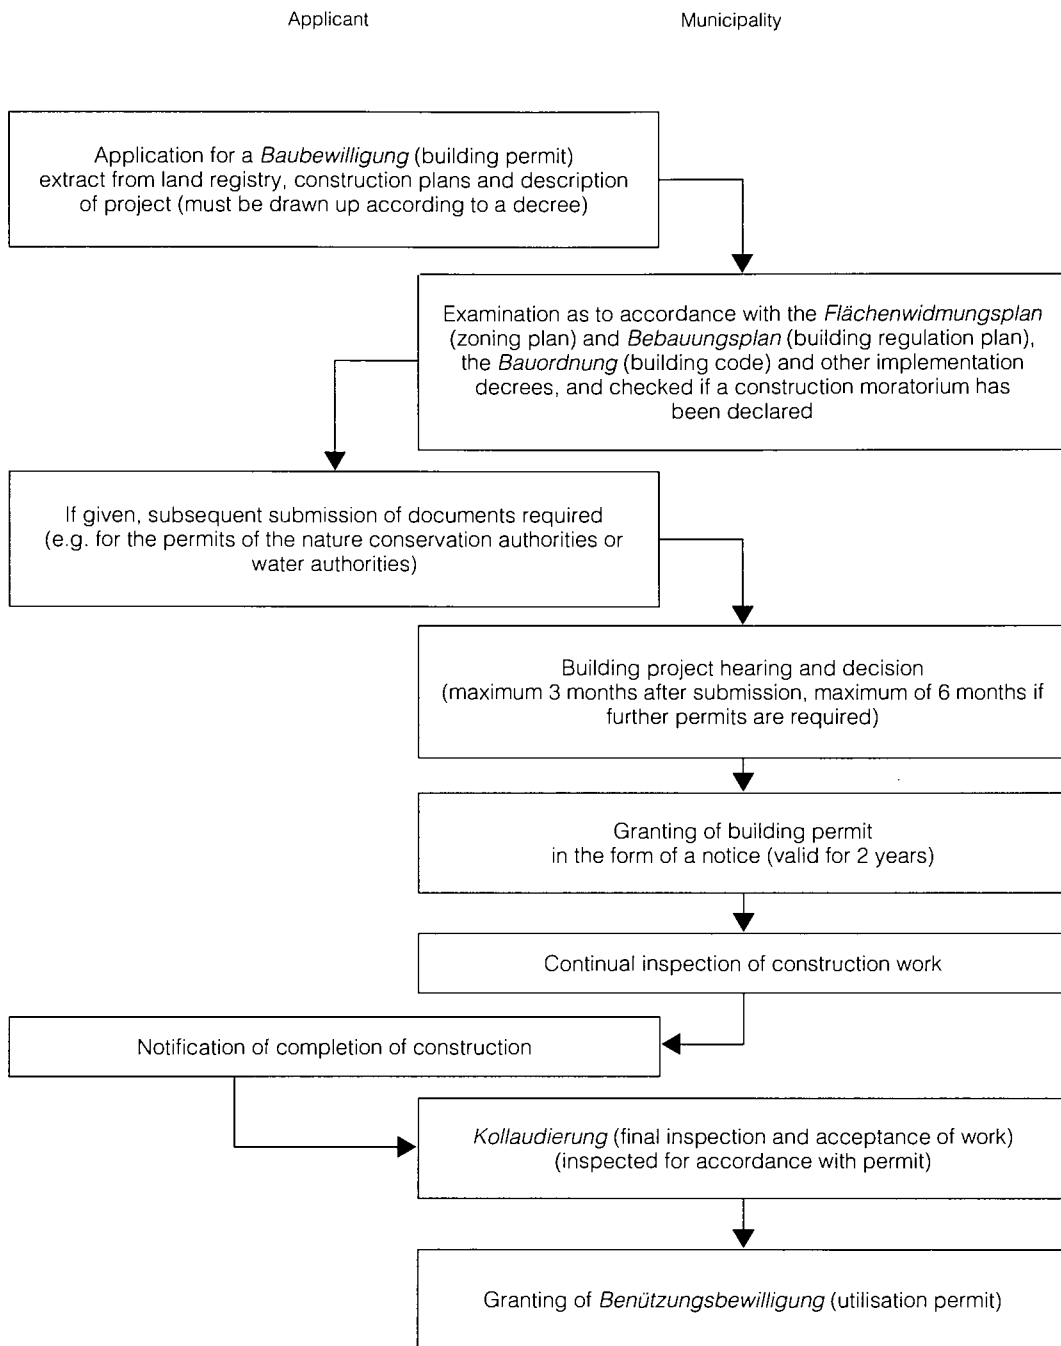 Applicant
Municipality
Application for a Baubewilligung (building permit)
extract from land registry, construction plans and description
of project (must be drawn up according to a decree)
Examination as to accordance with the Flächenwidmungsplan
(zoning plan) and Bebauungsplan (building regulation plan),
the Bauordnung (building code) and other implementation
decrees, and checked if a construction moratorium has
been declared
If given, subsequent submission of documents required
(e.g. for the permits of the nature conservation authorities or
water authorities)
Building project hearing and decision
(maximum 3 months after submission, maximum of 6 months if
further permits are required)
Granting of building permit
in the form of a notice (valid for 2 years)
Continual inspection of construction work
Notification of completion of construction
Kollaudierung (final inspection and acceptance of work)
(inspected for accordance with permit)
Granting of Benützungsbewilligung (utilisation permit)